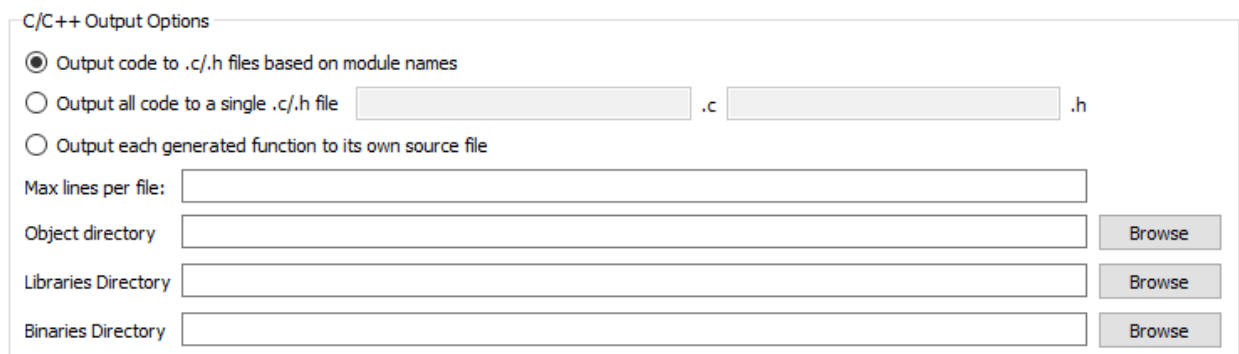 C/C++ Output Options
Output code to .c/.h files based on module names
Output all code to a single .c/.h file .c .h
Output each generated function to its own source file
Max lines per file:
Object directory Browse
Libraries Directory Browse
Binaries Directory Browse